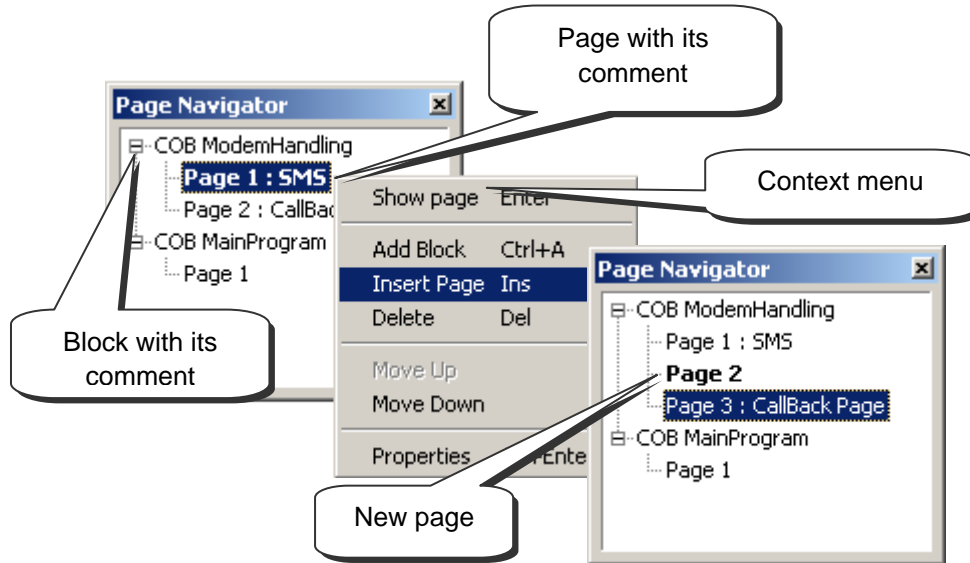 Page with its
comment
Page Navigator
COB ModemHandling
Page 1 : SMS
Page 2 : CallBac
COB MainProgram
Page 1
Context menu
Show page Enter
Add Block Ctrl+A
Insert Page Ins
Delete Del
Move Up
Move Down
Properties Ente
Block with its
comment
Page Navigator
COB ModemHandling
Page 1 : SMS
Page 2
Page 3 : CallBack Page
COB MainProgram
Page 1
New page